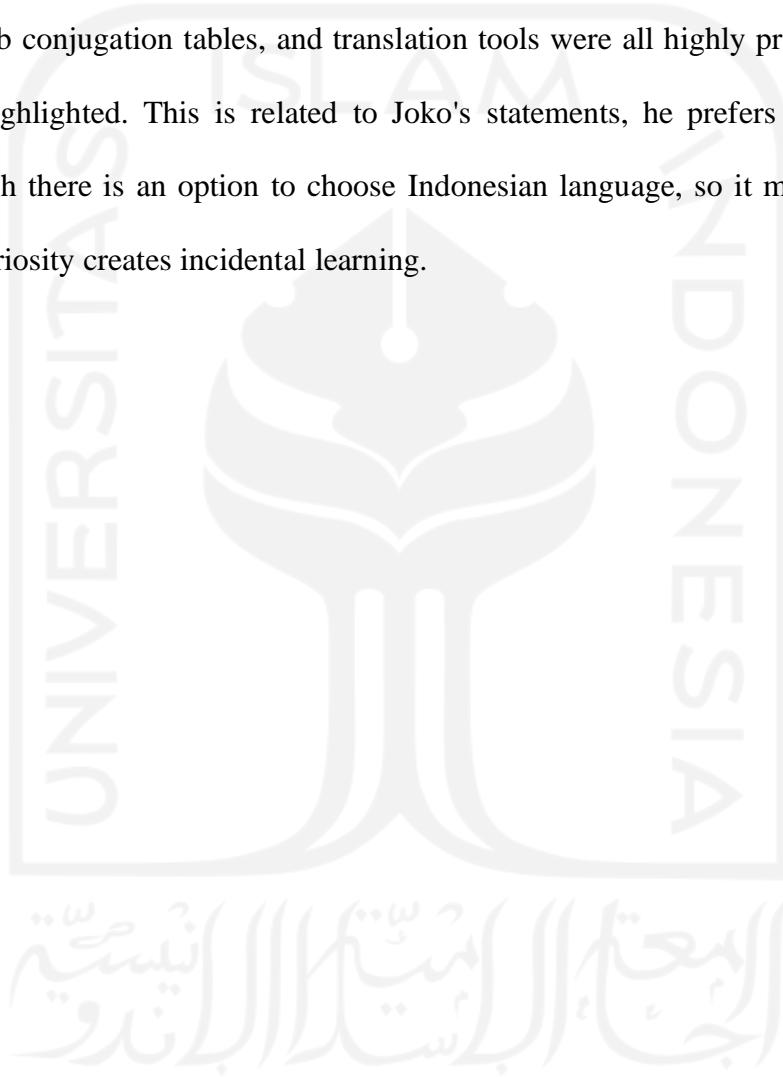 b conjugation tables, and translation tools were all highly pr
ghlighted. This is related to Joko's statements, he prefers
h there is an option to choose Indonesian language, so it m
riosity creates incidental learning.
ISLAM
UNIVERSITAS
INDONESIA